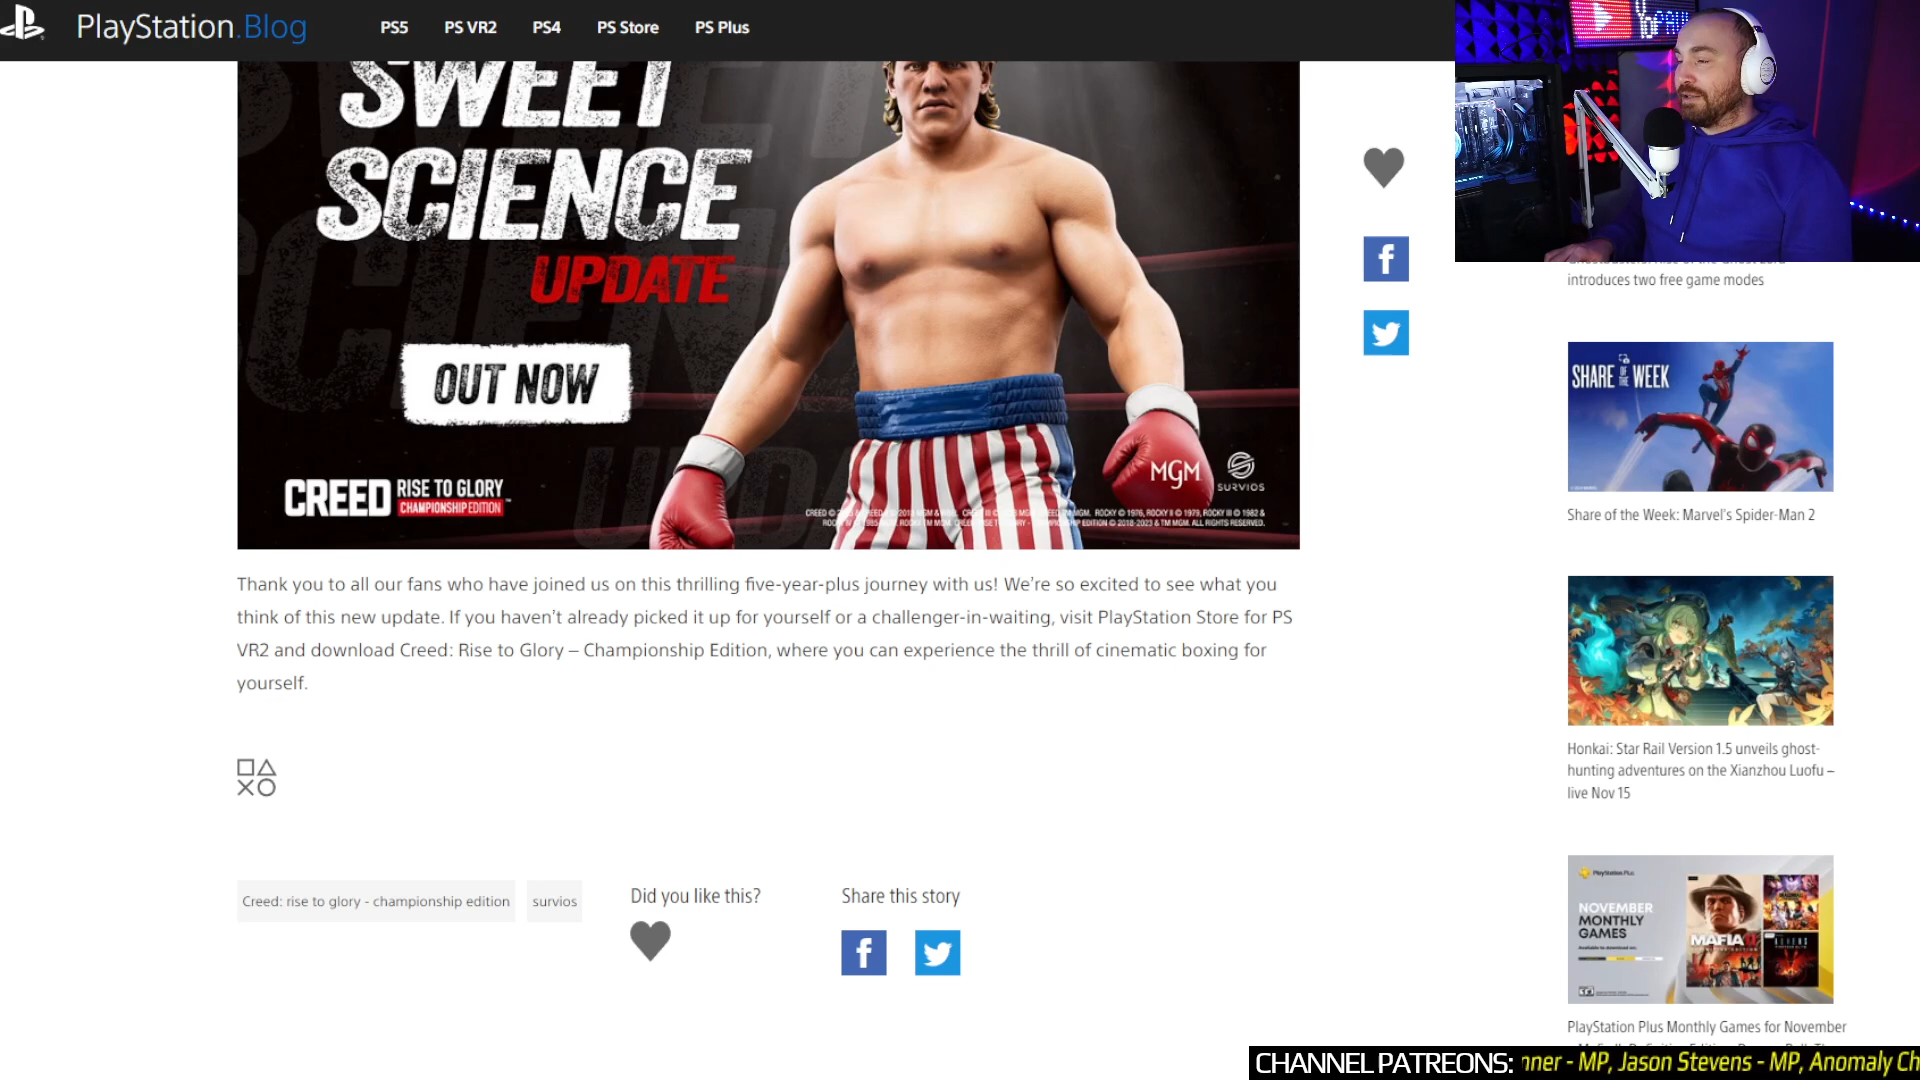 PlayStation.Blog
PS5
PS VR2
PS4
PS Store
PS Plus
SWEET
SCIENCE
UPDATE
OUT NOW
CREED RISE TO GLORY
CHAMPIONSHIP EDITION
MGM
SURVIOS
Thank you to all our fans who have joined us on this thrilling five-year-plus journey with us! We're so excited to see what you
think of this new update. If you haven't already picked it up for yourself or a challenger-in-waiting, visit PlayStation Store for PS
VR2 and download Creed: Rise to Glory – Championship Edition, where you can experience the thrill of cinematic boxing for
yourself.
Creed: rise to glory - championship edition
survios
Did you like this?
Share this story
introduces two free game modes
SHARE OF THE WEEK
Share of the Week: Marvel's Spider-Man 2
Honkai: Star Rail Version 1.5 unveils ghost-
hunting adventures on the Xianzhou Luofu –
live Nov 15
PlayStation Plus
NOVEMBER
MONTHLY
GAMES
MAFIA II
ALIENS
PlayStation Plus Monthly Games for November
CHANNEL PATREONS: nner - MP, Jason Stevens - MP, Anomaly Ch